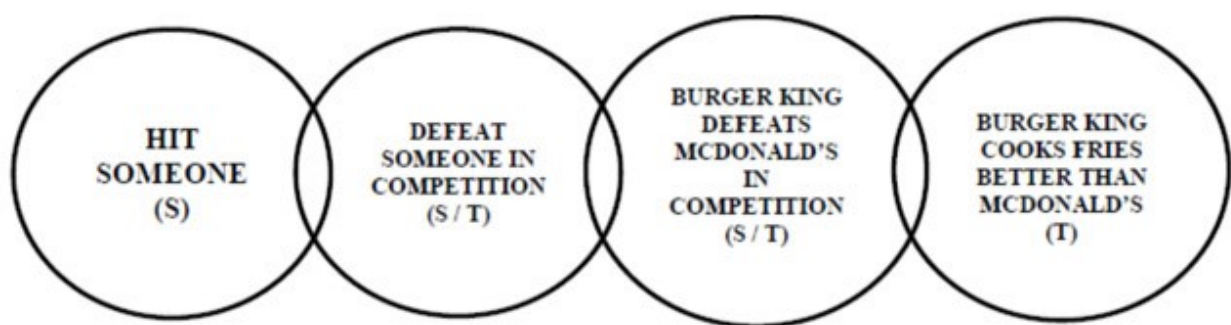 HIT
SOMEONE
(S)
DEFEAT
SOMEONE IN
COMPETITION
(S / T)
BURGER KING
DEFEATS
MCDONALD'S
IN
COMPETITION
(S / T)
BURGER KING
COOKS FRIES
BETTER THAN
MCDONALD'S
(T)